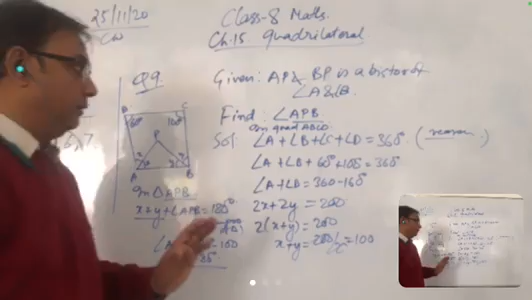 25/11/20
CW
Class-8 Maths.
Ch.15 quadrilateral
Q9
Given: AP & BP is a bisector of
∠A & ∠B.
Find: ∠APB
In quad ABCD
Sol: ∠A+∠B+∠C+∠D=360° (reason)
∠A+∠B+60°+100°=360°
∠A+∠D=360-160
2x+2y=200
2(x+y)=200
x+y=200/2=100
D C
60° 100°
P
A B
In △APB
x+y+∠APB=180°